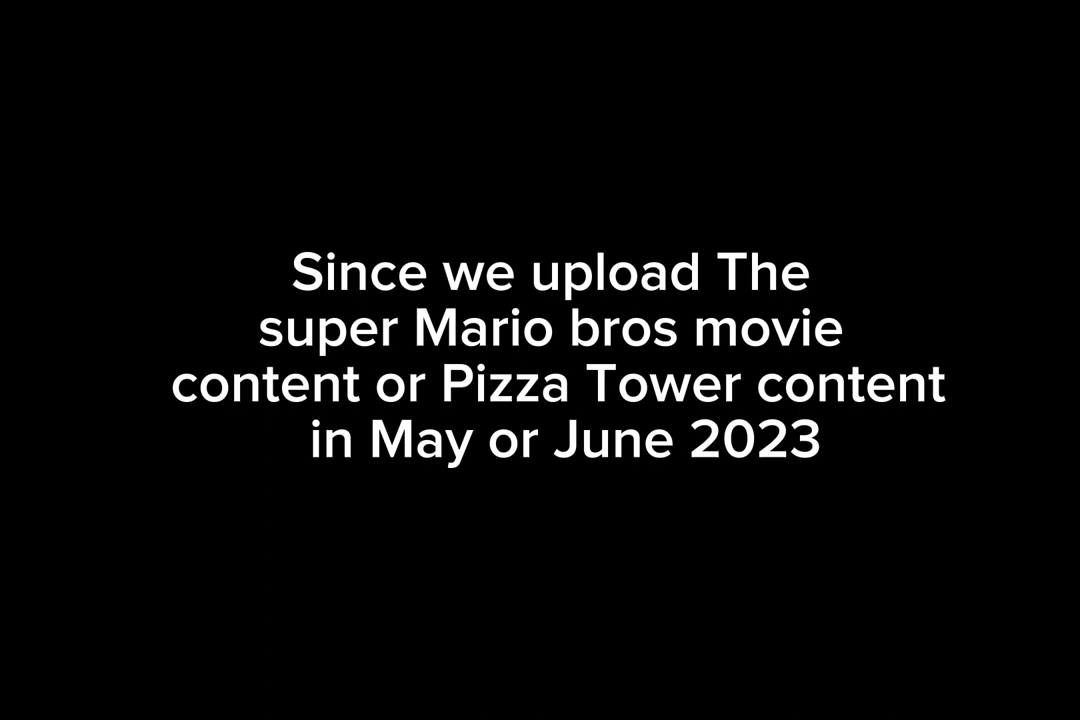 Since we upload The
super Mario bros movie
content or Pizza Tower content
in May or June 2023